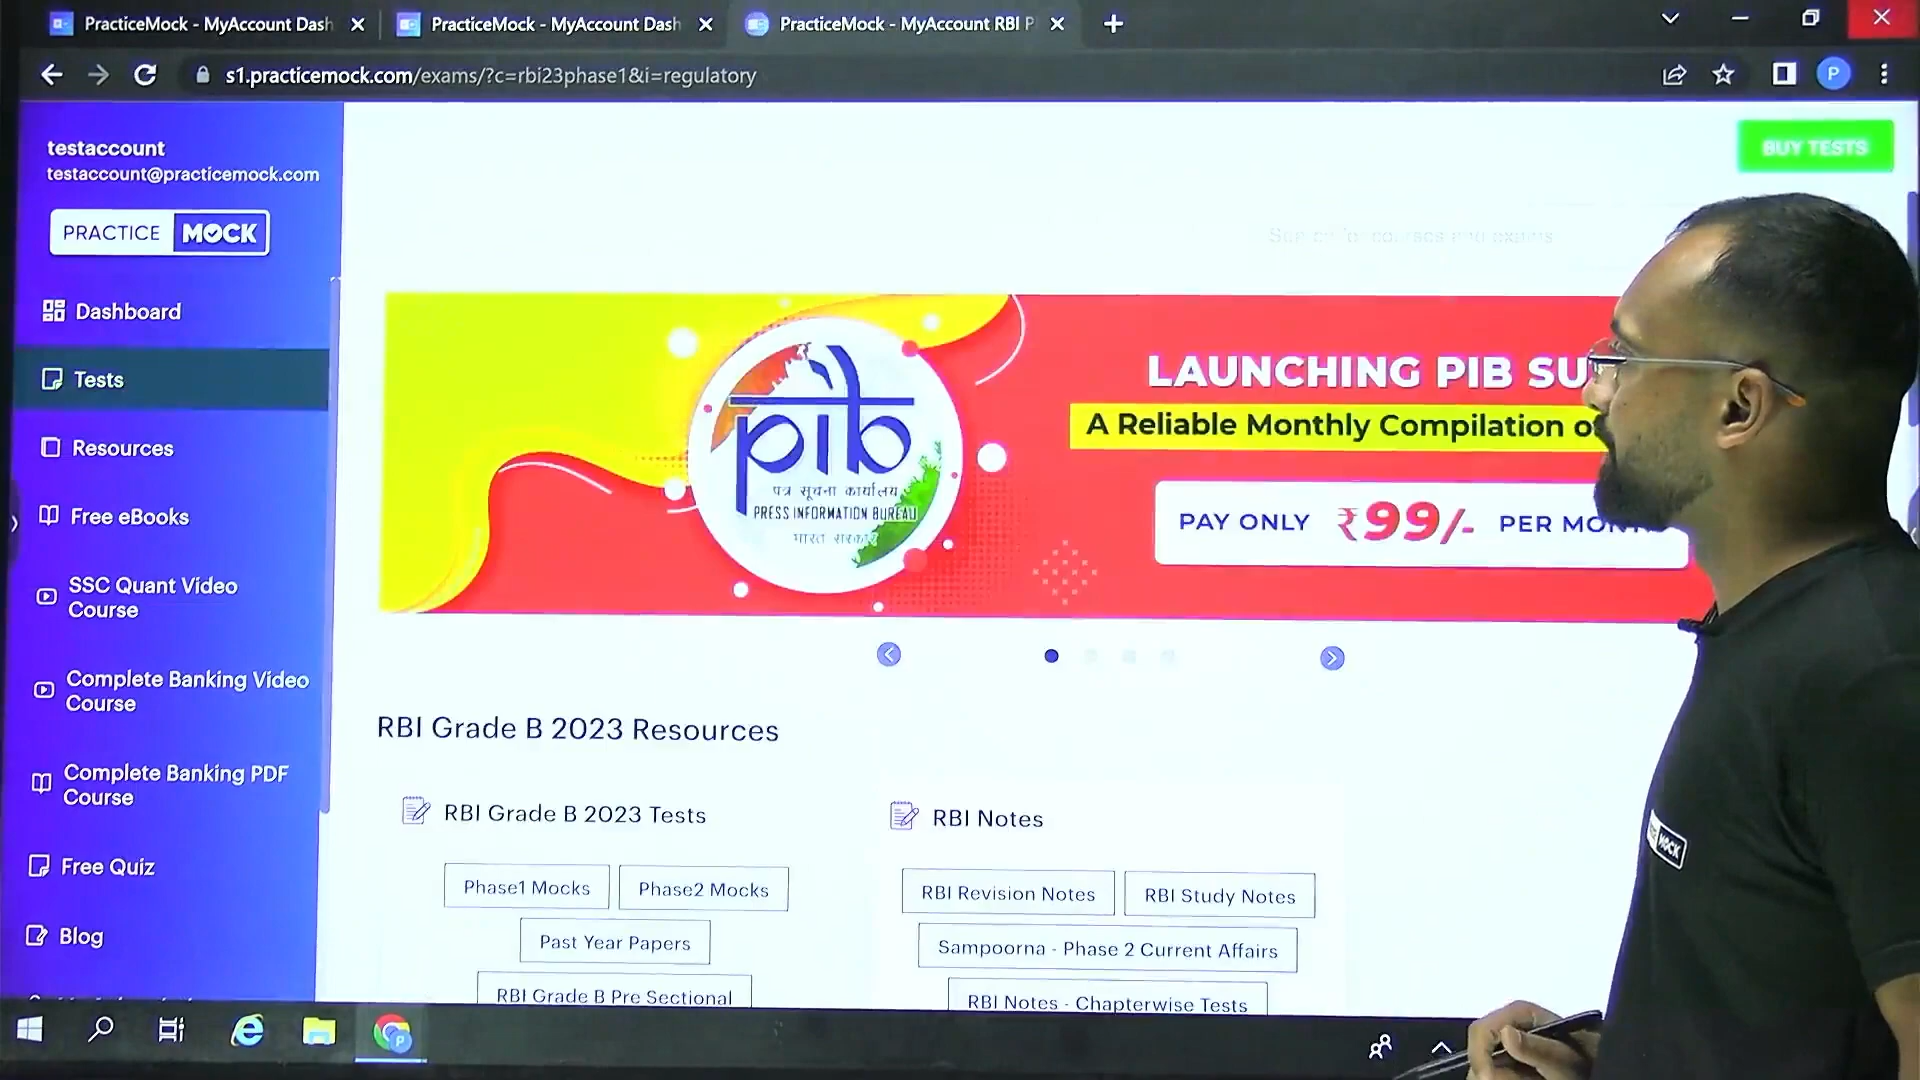 PracticeMock - MyAccount Dash
PracticeMock - MyAccount Dash
PracticeMock - MyAccount RBI P
s1.practicemock.com/exams/?c=rbi23phase1&i=regulatory
P
testaccount
testaccount@practicemock.com
BUY TESTS
PRACTICE MOCK
Dashboard
Tests
Resources
Free eBooks
SSC Quant Video
Course
Complete Banking Video
Course
Complete Banking PDF
Course
Free Quiz
Blog
pib
पत्र सूचना कार्यालय
PRESS INFORMATION BUREAU
भारत सरकार
LAUNCHING PIB SU
A Reliable Monthly Compilation o
PAY ONLY ₹99/- PER MON
RBI Grade B 2023 Resources
RBI Grade B 2023 Tests
Phase1 Mocks
Phase2 Mocks
Past Year Papers
RBI Grade B Pre Sectional
RBI Notes
RBI Revision Notes
RBI Study Notes
Sampoorna - Phase 2 Current Affairs
RBI Notes - Chapterwise Tests
P
MOCK